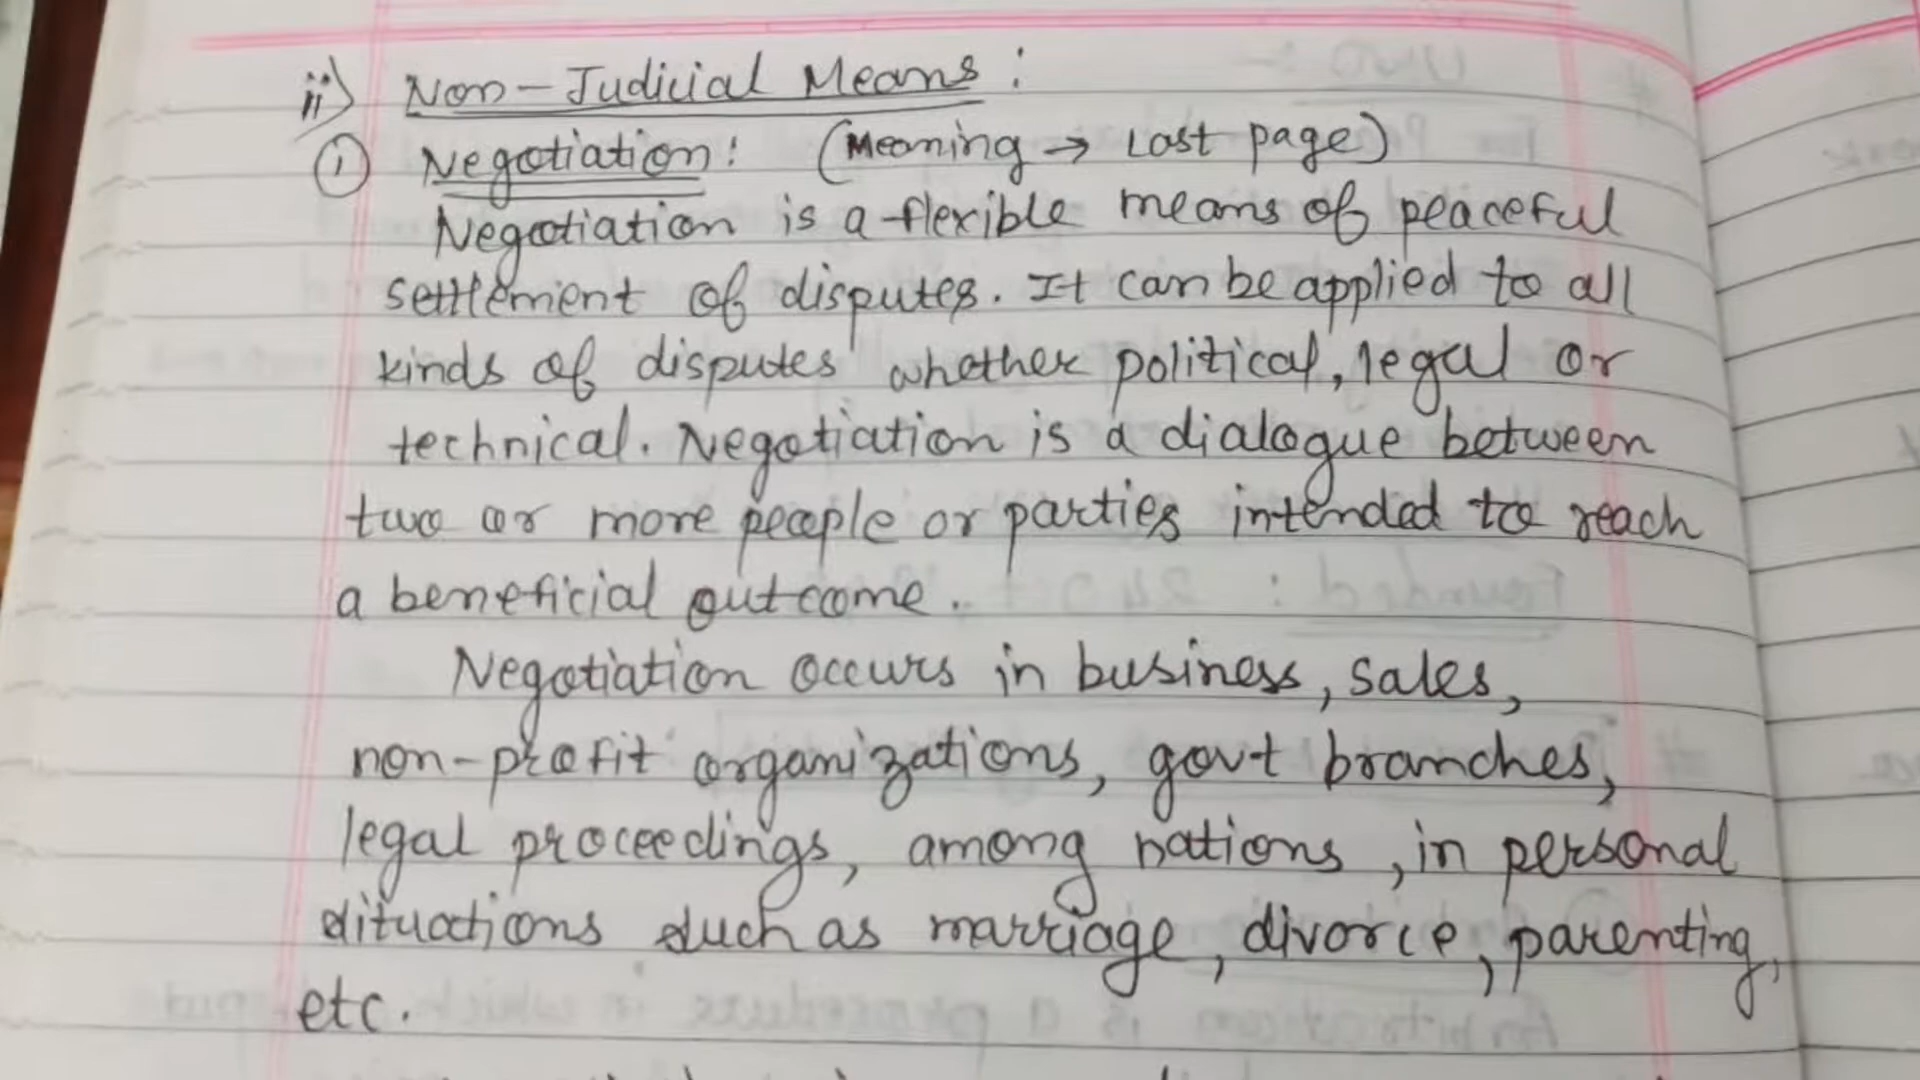 ii) Non-Judicial Means:
① Negotiation: (Meaning → Last page)
Negotiation is a flexible means of peaceful
settlement of disputes. It can be applied to all
kinds of disputes whether political, legal or
technical. Negotiation is a dialogue between
two or more people or parties intended to reach
a beneficial outcome.
Negotiation occurs in business, sales,
non-profit organizations, govt branches,
legal proceedings, among nations, in personal
situations such as marriage, divorce, parenting,
etc.